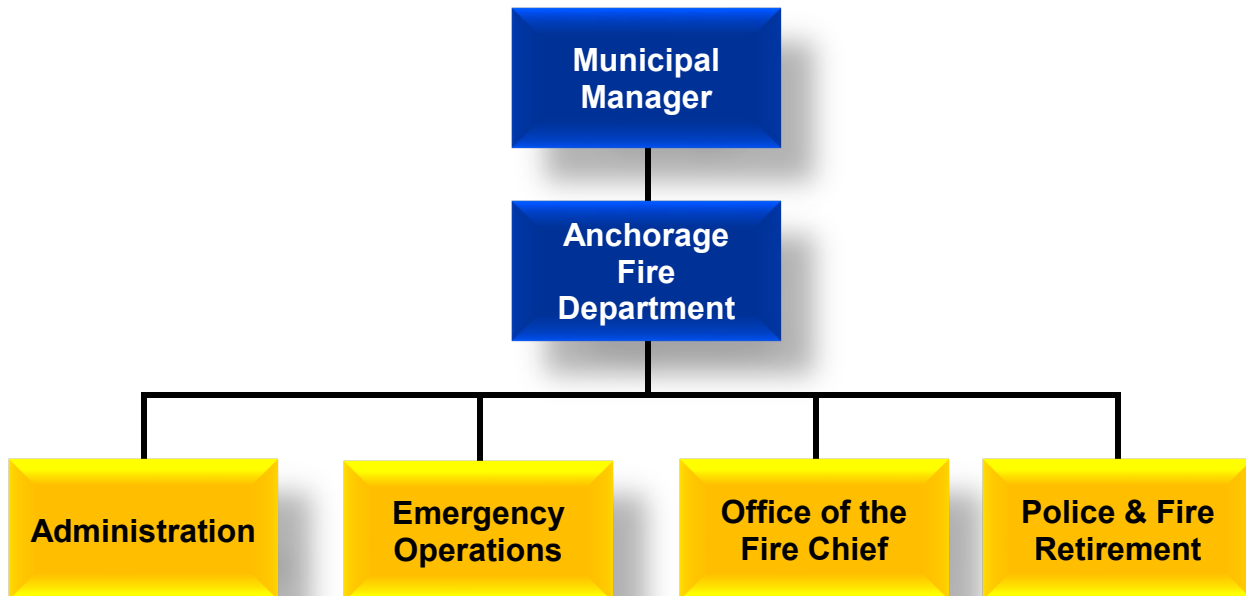 Municipal
Manager
Anchorage
Fire
Department
Administration
Emergency
Operations
Office of the
Fire Chief
Police & Fire
Retirement